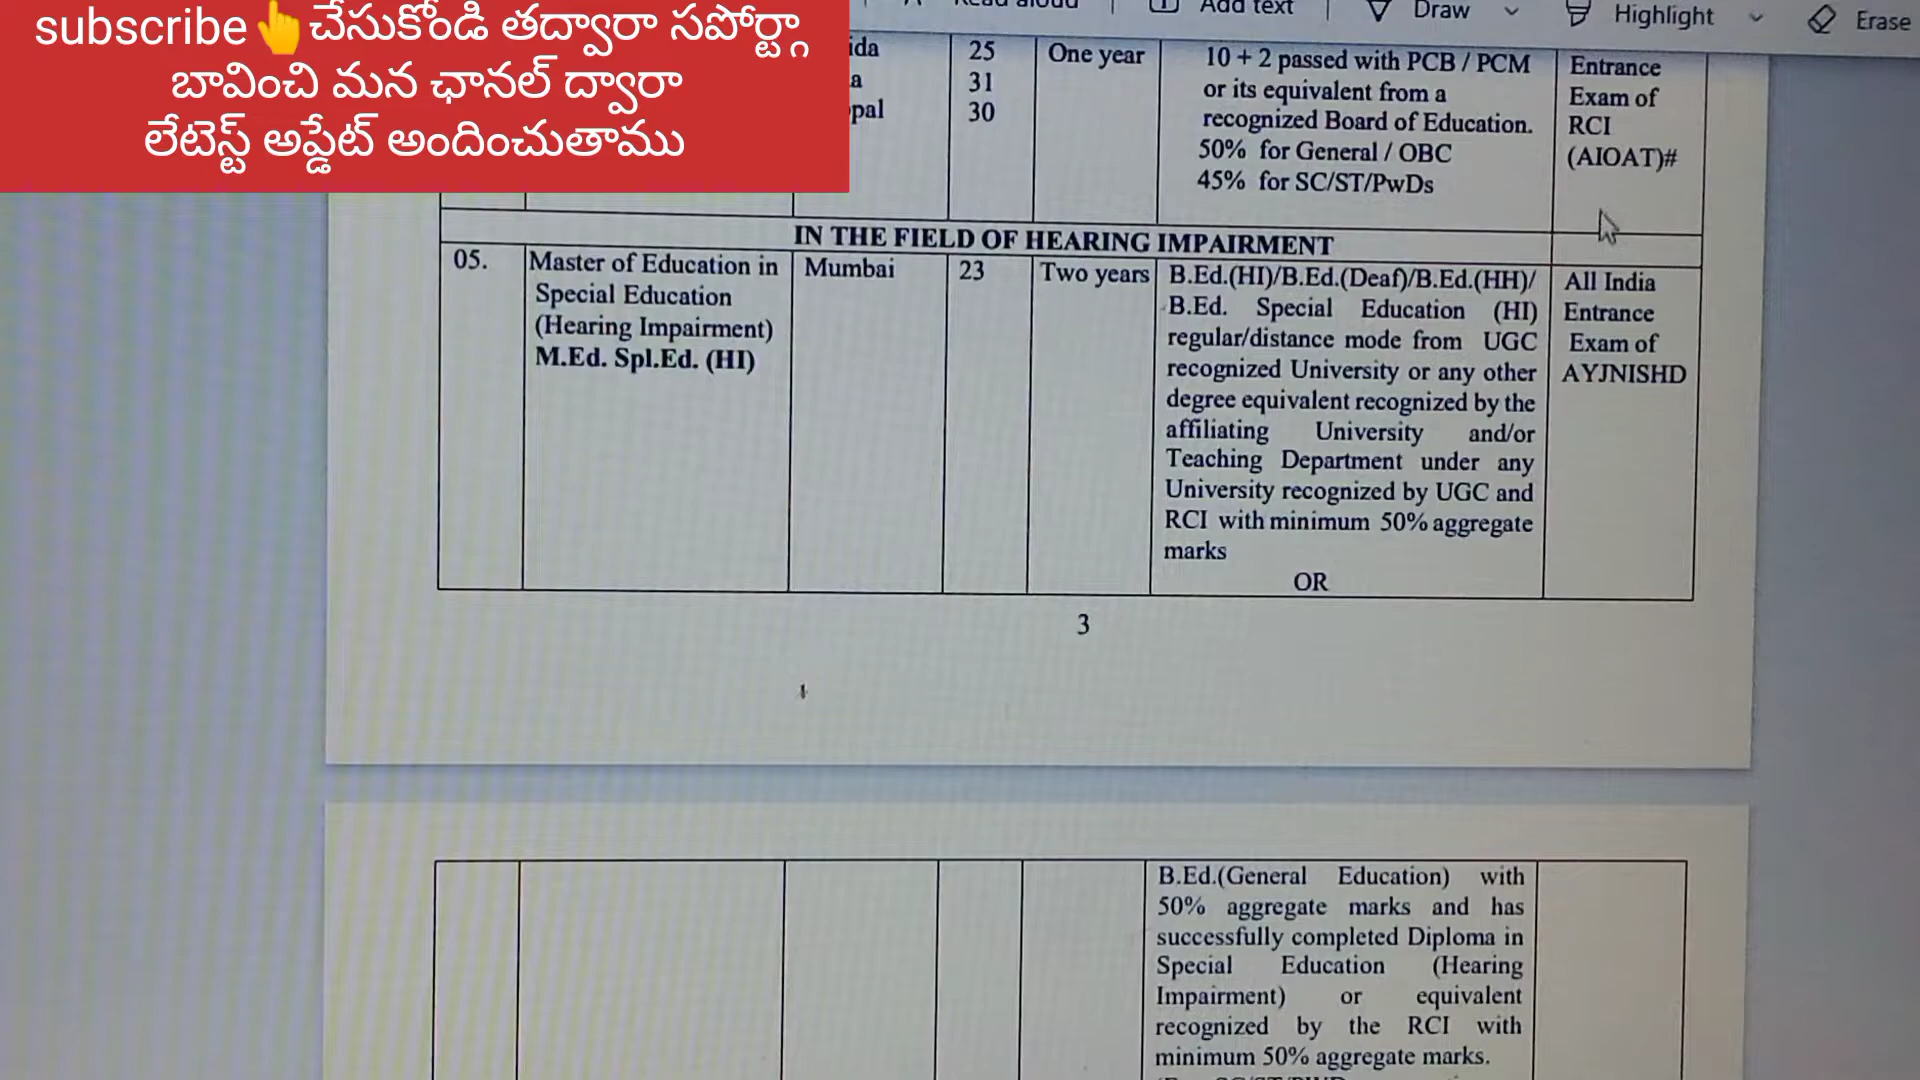 subscribe👆చేసుకోండి తద్వారా సపోర్ట్గా
బావించి మన ఛానల్ ద్వారా
లేటెస్ట్ అప్డేట్ అందించుతాము
Read aloud
Add text
Draw
Highlight
Erase
ida 25 One year 10 + 2 passed with PCB / PCM Entrance
a 31 or its equivalent from a Exam of
pal 30 recognized Board of Education. RCI
50% for General / OBC (AIOAT)#
45% for SC/ST/PwDs
IN THE FIELD OF HEARING IMPAIRMENT
05. Master of Education in Mumbai 23 Two years B.Ed.(HI)/B.Ed.(Deaf)/B.Ed.(HH)/ All India
Special Education B.Ed. Special Education (HI) Entrance
(Hearing Impairment) regular/distance mode from UGC Exam of
M.Ed. Spl.Ed. (HI) recognized University or any other AYJNISHD
degree equivalent recognized by the
affiliating University and/or
Teaching Department under any
University recognized by UGC and
RCI with minimum 50% aggregate
marks
OR
3
B.Ed.(General Education) with
50% aggregate marks and has
successfully completed Diploma in
Special Education (Hearing
Impairment) or equivalent
recognized by the RCI with
minimum 50% aggregate marks.